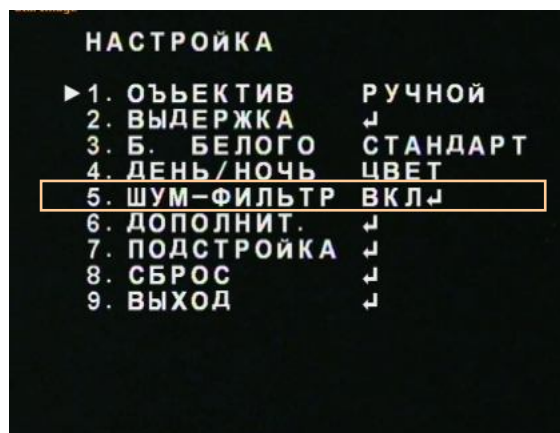 НАСТРОЙКА
►1. ОЪЬЕКТИВ РУЧНОЙ
2. ВЫДЕРЖКА ↲
3. Б. БЕЛОГО СТАНДАРТ
4. ДЕНЬ/НОЧЬ ЦВЕТ
5. ШУМ–ФИЛЬТР ВКЛ↲
6. ДОПОЛНИТ. ↲
7. ПОДСТРОЙКА ↲
8. СБРОС ↲
9. ВЫХОД ↲